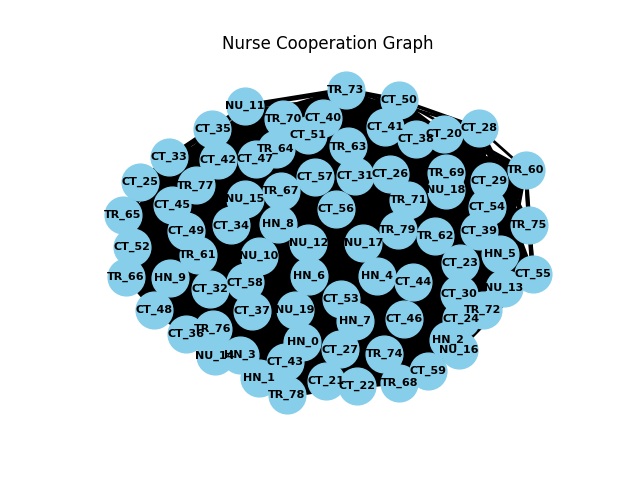 Nurse Cooperation Graph
TR_73
CT_50
NU_11
TR_70
CT_40
CT_35
CT_51
CT_41
CT_38
CT_20
CT_28
CT_33
CT_42
CT_47
TR_64
TR_63
TR_60
CT_25
TR_77
TR_67
CT_57
CT_31
CT_26
TR_69
NU_18
CT_29
TR_65
CT_45
NU_15
CT_56
TR_71
CT_54
CT_49
CT_34
HN_8
TR_79
TR_62
CT_39
TR_75
CT_52
TR_61
NU_10
NU_12
NU_17
CT_23
HN_5
TR_66
HN_9
CT_32
CT_58
HN_6
HN_4
CT_44
CT_30
NU_13
CT_55
CT_48
CT_37
NU_19
CT_53
HN_7
CT_46
CT_24
TR_72
CT_36
TR_76
NU_14
HN_3
HN_0
CT_43
CT_27
TR_74
HN_2
NU_16
HN_1
TR_78
CT_21
CT_22
TR_68
CT_59